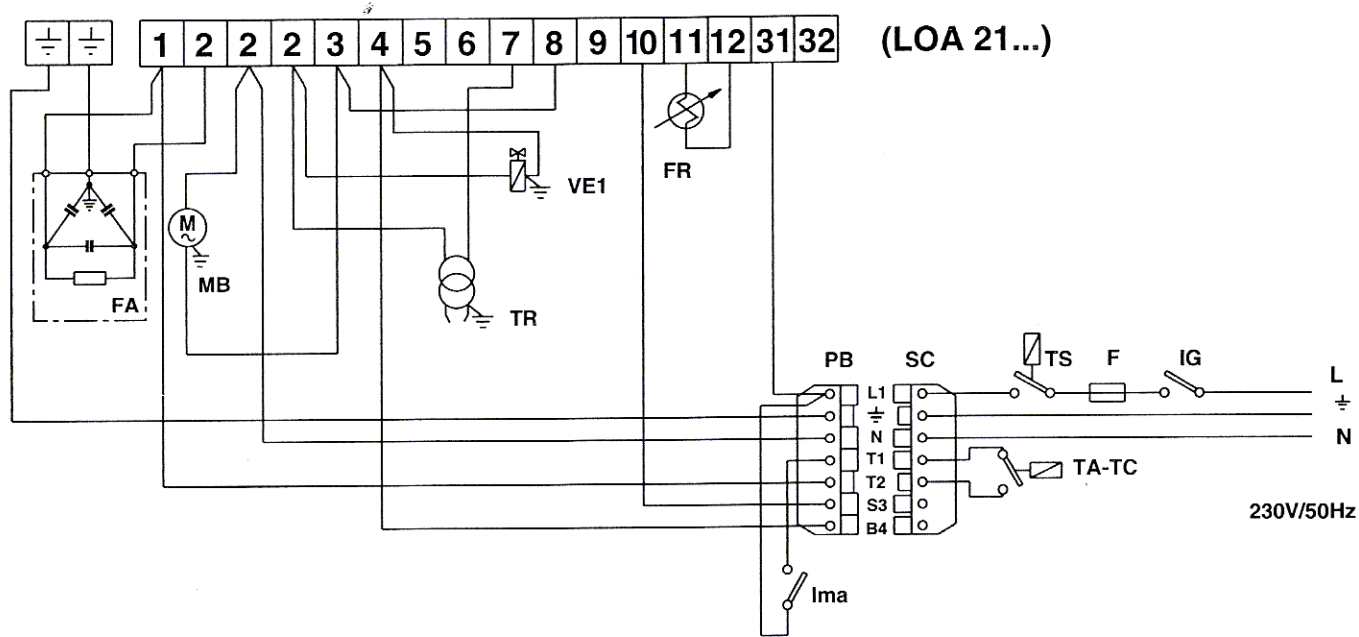 1 2 2 2 3 4 5 6 7 8 9 10 11 12 31 32 (LOA 21...)
FR
VE1
M
~
MB
FA
TR
PB SC TS F IG
L1 L
N N
T1 TA-TC
T2
S3 230V/50Hz
B4
Ima